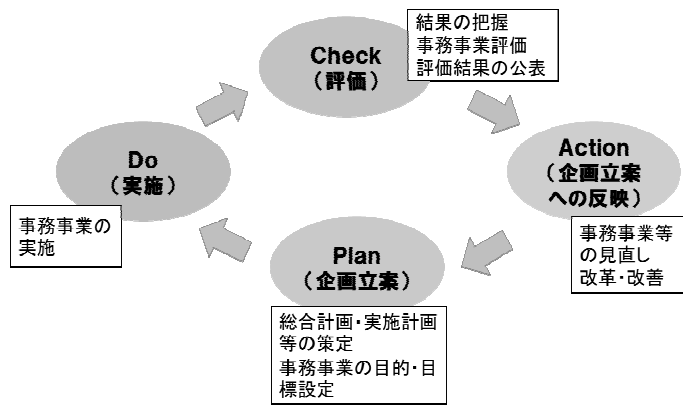 Check
（評価）
結果の把握
事務事業評価
評価結果の公表
Do
（実施）
事務事業の
実施
Action
（企画立案
への反映）
事務事業等
の見直し
改革・改善
Plan
（企画立案）
総合計画・実施計画
等の策定
事務事業の目的・目
標設定